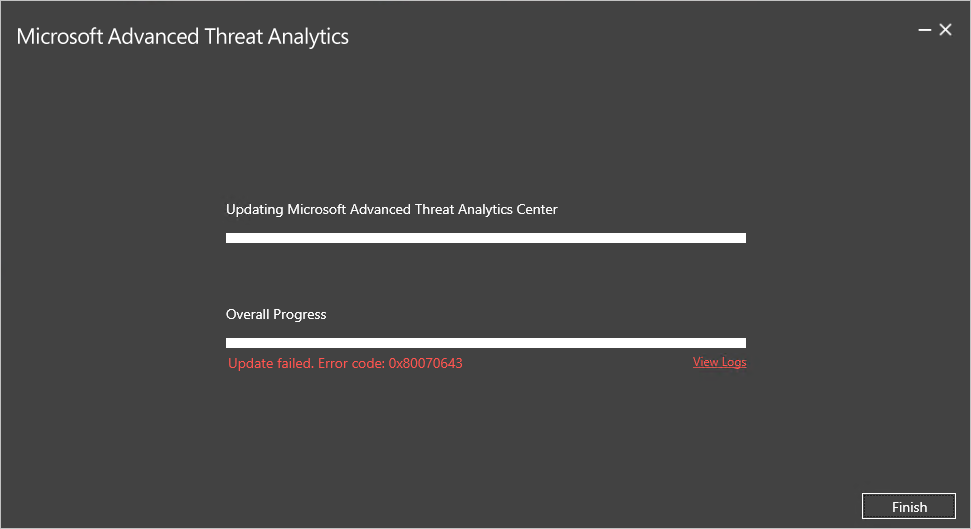 Microsoft Advanced Threat Analytics
Updating Microsoft Advanced Threat Analytics Center
Overall Progress
Update failed. Error code: 0x80070643 View Logs
Finish